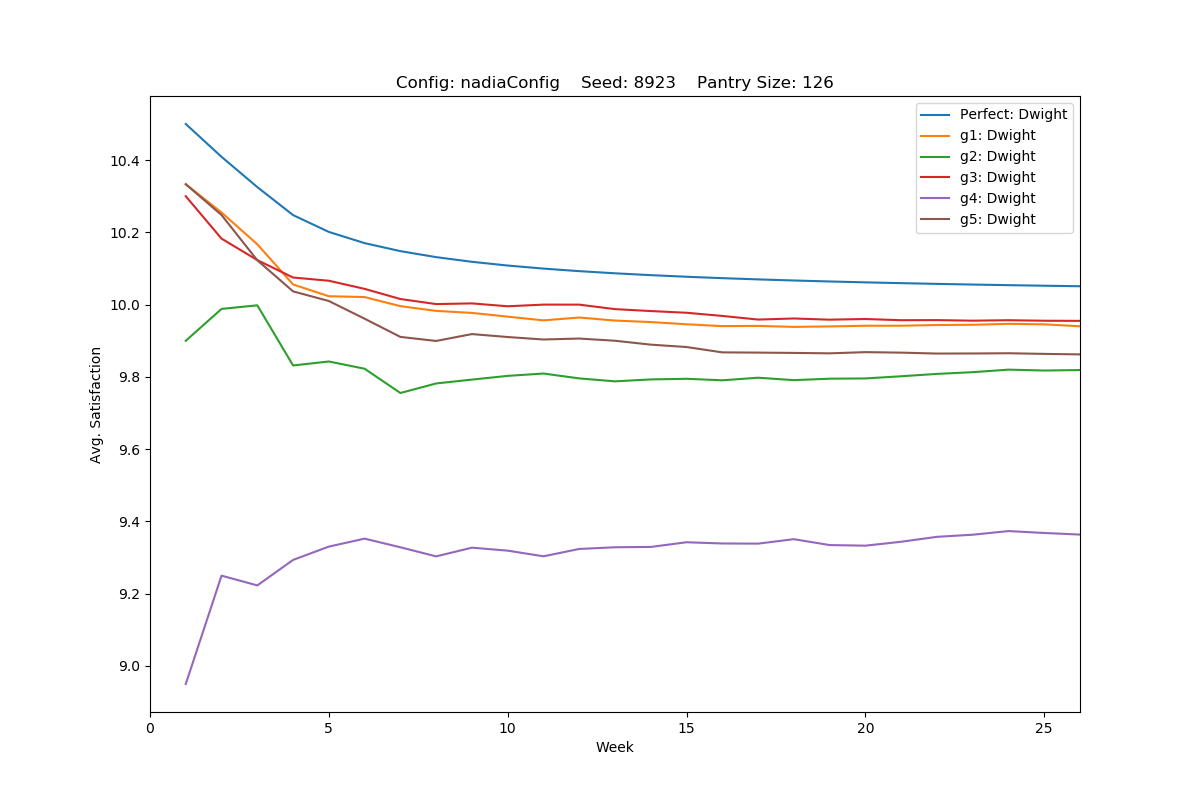 Config: nadiaConfig    Seed: 8923    Pantry Size: 126
Perfect: Dwight
g1: Dwight
g2: Dwight
g3: Dwight
g4: Dwight
g5: Dwight
10.4
10.2
10.0
9.8
9.6
9.4
9.2
9.0
Avg. Satisfaction
0 5 10 15 20 25
Week